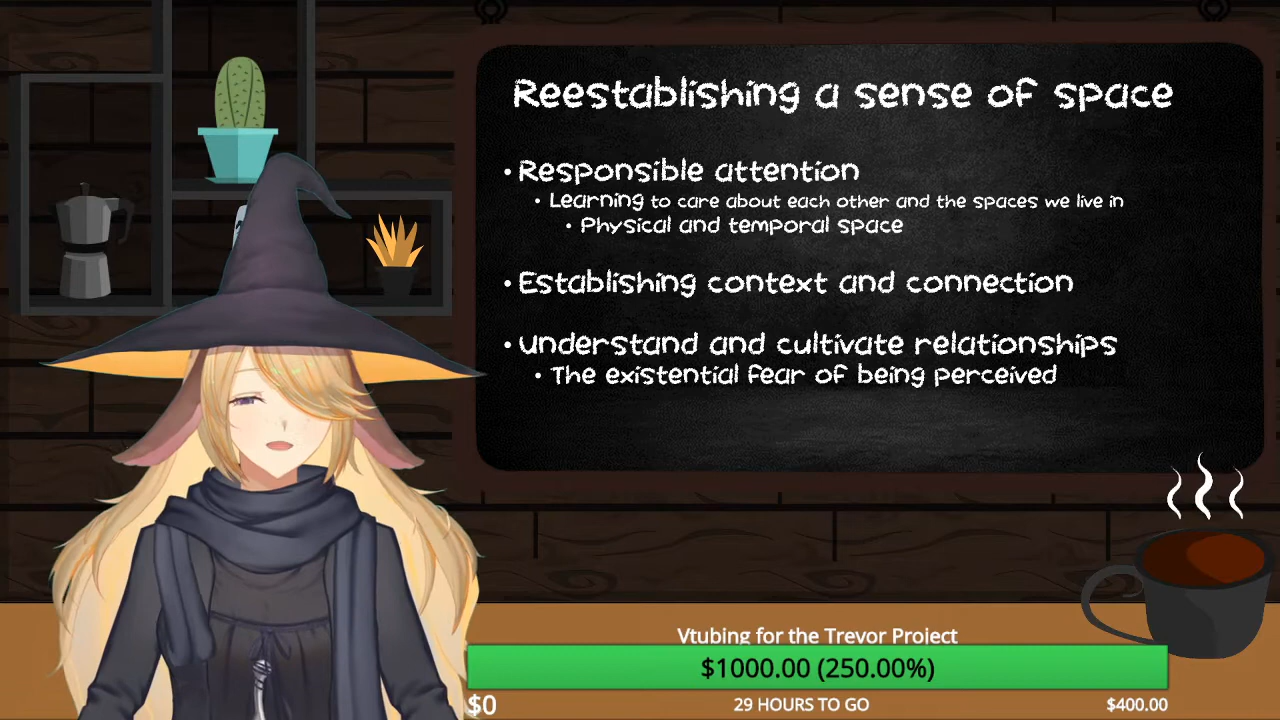 Reestablishing a sense of space
• Responsible attention
• Learning to care about each other and the spaces we live in
• Physical and temporal space
• Establishing context and connection
• Understand and cultivate relationships
• The existential fear of being perceived
Vtubing for the Trevor Project
$1000.00 (250.00%)
$0 29 HOURS TO GO $400.00